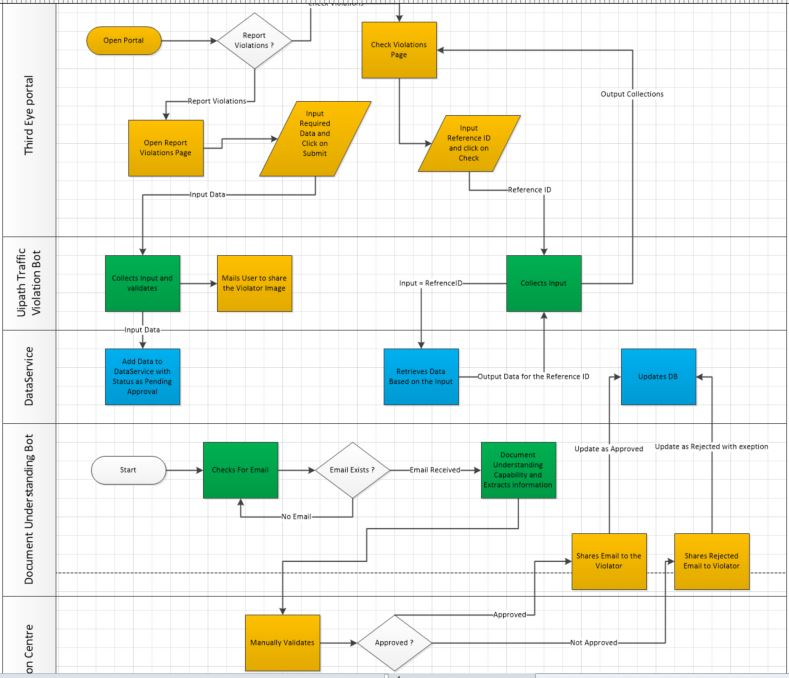 Check Violations
Third Eye portal
Open Portal
Report
Violations ?
Check Violations
Page
Output Collections
Report Violations
Open Report
Violations Page
Input
Required
Data and
Click on
Submit
Input
Reference ID
and click on
Check
Input Data
Reference ID
Uipath Traffic
Violation Bot
Collects Input and
validates
Mails User to share
the Violator Image
Input = RefrenceID
Collects Input
Input Data
DataService
Add Data to
DataService with
Status as Pending
Approval
Retrieves Data
Based on the Input
Output Data for the Reference ID
Updates DB
Document Understanding Bot
Start
Checks For Email
Email Exists ?
Email Received
Document
Understanding
Capability and
Extracts information
Update as Approved
Update as Rejected with exeption
No Email
Shares Email to the
Violator
Shares Rejected
Email to Violator
on Centre
Manually Validates
Approved ?
Approved
Not Approved